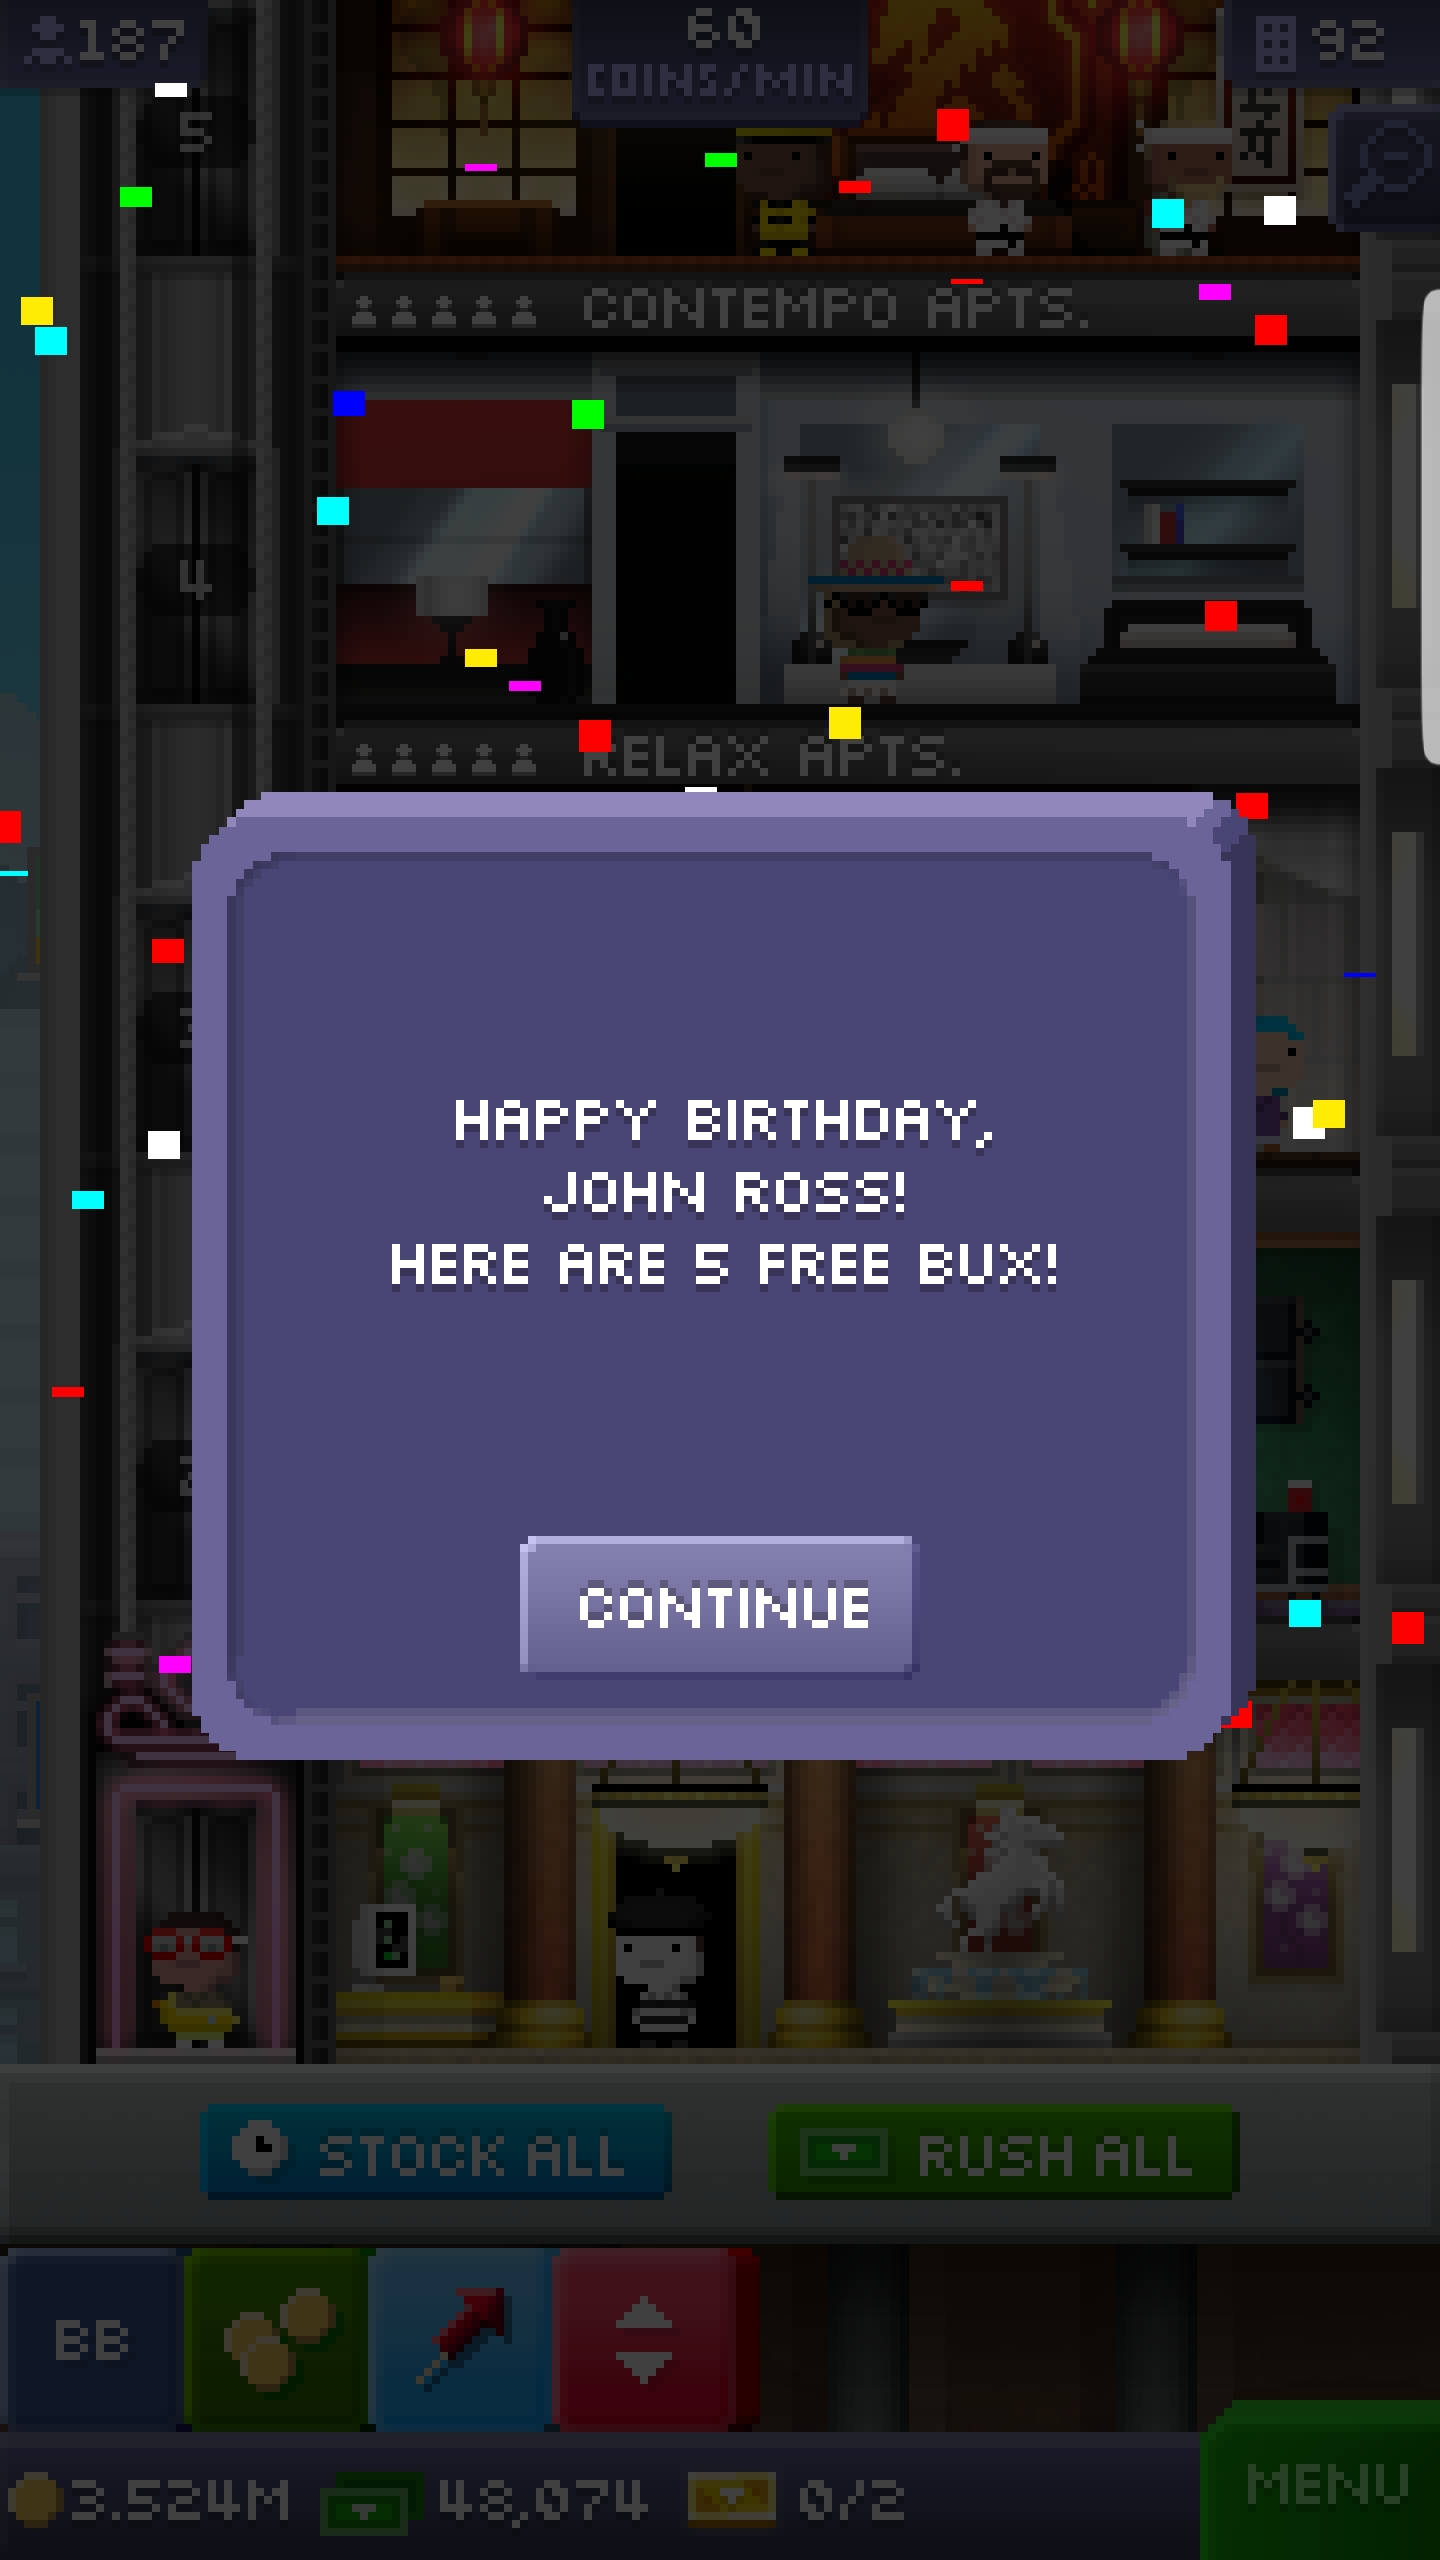 187
60
COINS/MIN
92
5
CONTEMPO APTS.
4
RELAX APTS.
HAPPY BIRTHDAY,
JOHN ROSS!
HERE ARE 5 FREE BUX!
CONTINUE
STOCK ALL
RUSH ALL
BB
3.524M
48,074
0/2
MENU